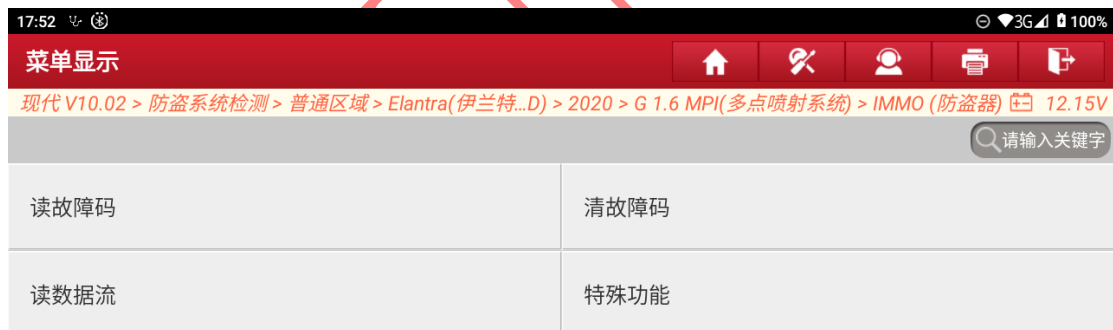 17:52 3G 100%
菜单显示
现代 V10.02 > 防盗系统检测 > 普通区域 > Elantra(伊兰特...D) > 2020 > G 1.6 MPI(多点喷射系统) > IMMO (防盗器) 12.15V
请输入关键字
读故障码 清故障码
读数据流 特殊功能